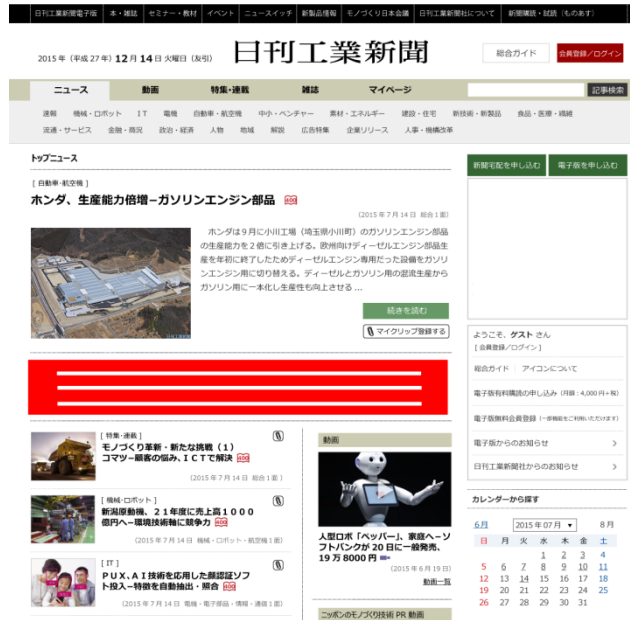 日刊工業新聞電子版 本・雑誌 セミナー・教材 イベント ニュースイッチ 新製品情報 モノづくり日本会議 日刊工業新聞社について 新聞購読・試読（ものあす）
2015年（平成27年）12月14日 火曜日（友引）
日刊工業新聞
総合ガイド 会員登録／ログイン
ニュース 動画 特集・連載 雑誌 マイページ 記事検索
速報 機械・ロボット IT 電機 自動車・航空機 中小・ベンチャー 素材・エネルギー 建設・住宅 新技術・新製品 食品・医療・繊維
流通・サービス 金融・商況 政治・経済 人物 地域 解説 広告特集 企業リリース 人事・機構改革
トップニュース
[ 自動車・航空機 ]
ホンダ、生産能力倍増−ガソリンエンジン部品 400
（2015年7月14日 総合1面）
ホンダは９月に小川工場（埼玉県小川町）のガソリンエンジン部品
の生産能力を２倍に引き上げる。欧州向けディーゼルエンジン部品生
産を年初に終了したためディーゼルエンジン専用だった設備をガソリ
ンエンジン用に切り替える。ディーゼルとガソリン用の混流生産から
ガソリン用に一本化し生産性も向上させる ...
日刊工業新聞
続きを読む
マイクリップ登録する
[ 特集・連載 ]
モノづくり革新・新たな挑戦（１）
コマツ−顧客の悩み、ＩＣＴで解決 400
（2015年7月14日 総合1面）
[ 機械・ロボット ]
新潟原動機、２１年度に売上高１０００
億円へ−環境技術軸に競争力 400
（2015年7月14日 機械・ロボット・航空機1面）
[ IT ]
ＰＵＸ、ＡＩ技術を応用した顔認証ソフ
ト投入−特徴を自動抽出・照合 400
（2015年7月14日 電機・電子部品・情報・通信1面）
動画
人型ロボ「ペッパー」、家庭へ−ソ
フトバンクが20日に一般発売、
19万8000円
（2015年6月19日）
動画一覧
ニッポンのモノづくり技術 PR 動画
新聞宅配を申し込む 電子版を申し込む
ようこそ、ゲスト さん
[ 会員登録／ログイン ]
総合ガイド アイコンについて
電子版有料購読の申し込み（月額：4,000円+税）
電子版無料会員登録（一部機能をご利用いただけます）
電子版からのお知らせ
日刊工業新聞社からのお知らせ
カレンダーから探す
6月 2015年07月 8月
日 月 火 水 木 金 土
1 2 3 4
5 6 7 8 9 10 11
12 13 14 15 16 17 18
19 20 21 22 23 24 25
26 27 28 29 30 31